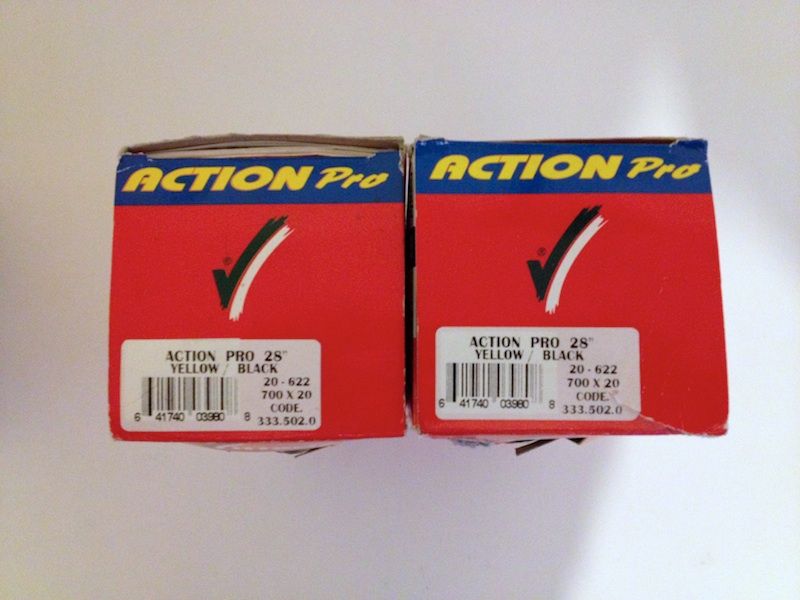 ACTION Pro
®
ACTION PRO 28"
YELLOW / BLACK
20 - 622
700 X 20
CODE.
333.502.0
6 41740 03980 8
ACTION Pro
®
ACTION PRO 28"
YELLOW / BLACK
20 - 622
700 X 20
CODE.
333.502.0
6 41740 03980 8